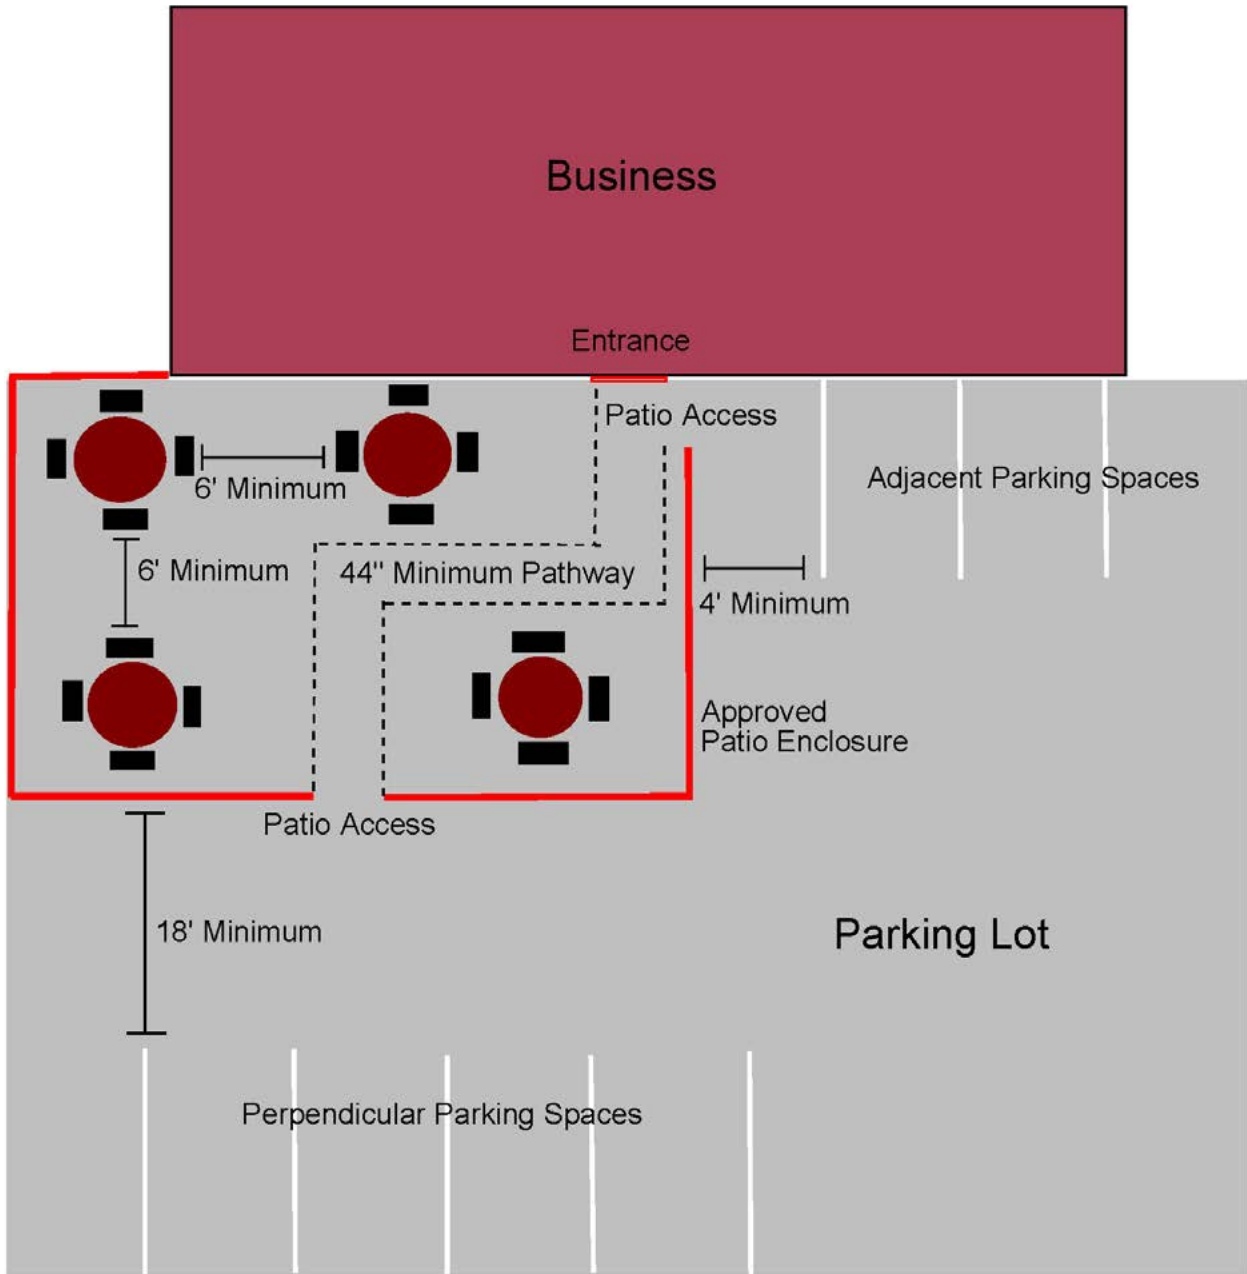 Business
Entrance
Patio Access
Adjacent Parking Spaces
6' Minimum
6' Minimum
44" Minimum Pathway
4' Minimum
Approved
Patio Enclosure
Patio Access
18' Minimum
Parking Lot
Perpendicular Parking Spaces